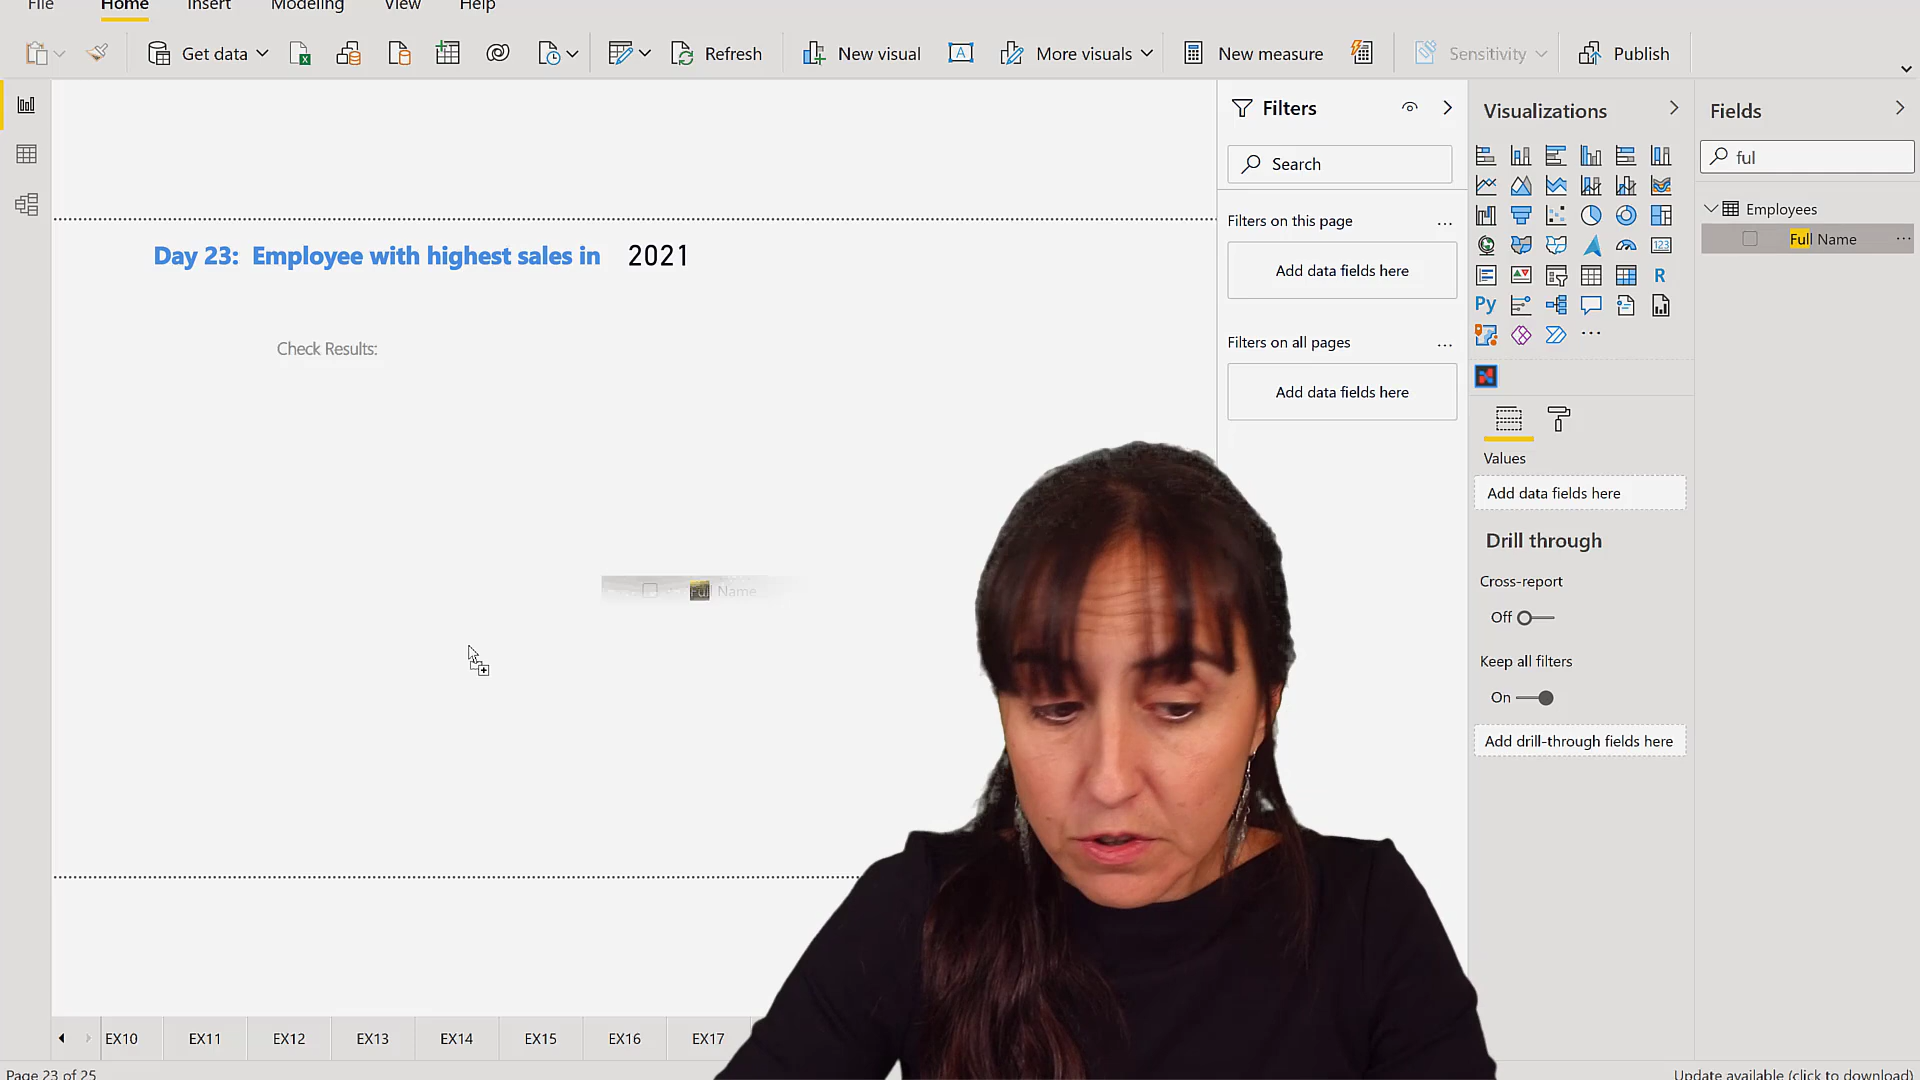 File Home Insert Modeling View Help
Get data Refresh New visual More visuals New measure Sensitivity Publish
Filters
Search
Filters on this page
...
Add data fields here
Filters on all pages
...
Add data fields here
Visualizations
123
R
Py
...
Values
Add data fields here
Drill through
Cross-report
Off
Keep all filters
On
Add drill-through fields here
Fields
ful
Employees
Full Name ...
Day 23: Employee with highest sales in 2021
Check Results:
Full Name
EX10 EX11 EX12 EX13 EX14 EX15 EX16 EX17
Page 23 of 25
Update available (click to download)